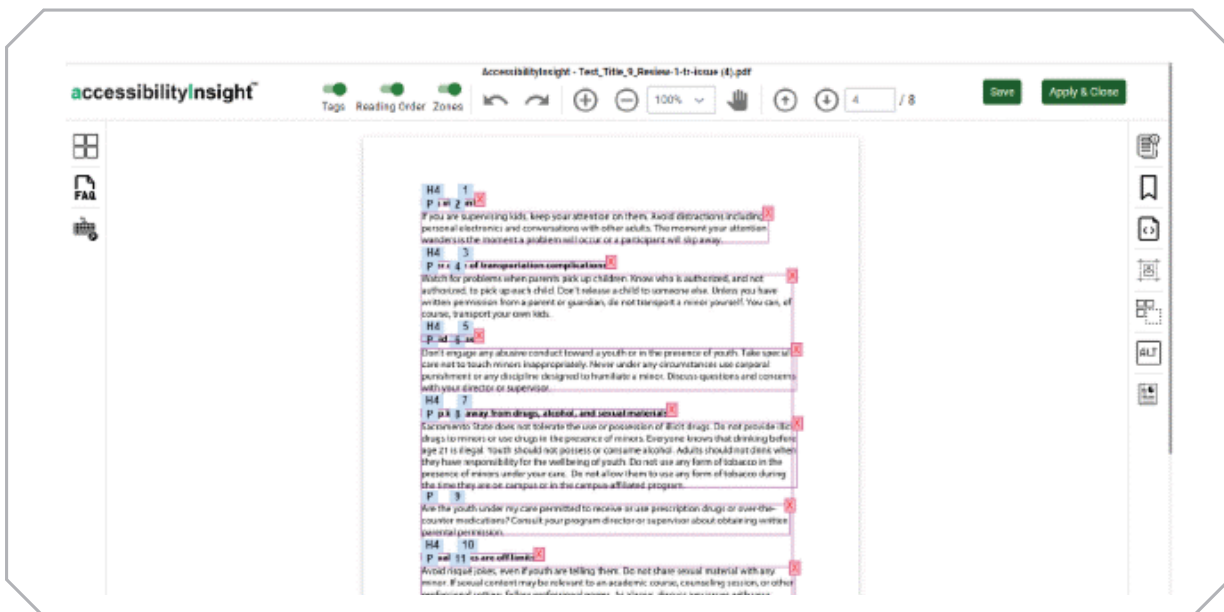 AccessibilityInsight - Test_Title_9_Review-1-tr-issue (4).pdf
accessibilityInsight™
Tags Reading Order Zones 100% 4 / 8 Save Apply & Close
FAQ
ALT
H4 1
P 2
If you are supervising kids, keep your attention on them. Avoid distractions including
personal electronics and conversations with other adults. The moment your attention
wanders is the moment a problem will occur or a participant will slip away.
H4 3
P 4 of transportation complications
Watch for problems when parents pick up children. Know who is authorized, and not
authorized, to pick up each child. Don't release a child to someone else. Unless you have
written permission from a parent or guardian, do not transport a minor yourself. You can, of
course, transport your own kids.
H4 5
P 6
Don't engage any abusive conduct toward a youth or in the presence of youth. Take special
care not to touch minors inappropriately. Never under any circumstances use corporal
punishment or any discipline designed to humiliate a minor. Discuss questions and concerns
with your director or supervisor.
H4 7
P 8 away from drugs, alcohol, and sexual materials
Sacramento State does not tolerate the use or possession of illicit drugs. Do not provide illicit
drugs to minors or use drugs in the presence of minors. Everyone knows that drinking before
age 21 is illegal. Youth should not possess or consume alcohol. Adults should not drink when
they have responsibility for the wellbeing of youth. Do not use any form of tobacco in the
presence of minors under your care. Do not allow them to use any form of tobacco during
the time they are on campus or in the campus-affiliated program.
P 9
Are the youth under my care permitted to receive or use prescription drugs or over-the-
counter medications? Consult your program director or supervisor about obtaining written
parental permission.
H4 10
P 11 are off limits
Avoid risqué jokes, even if youth are telling them. Do not share sexual material with any
minor. If sexual content may be relevant to an academic course, counseling session, or other